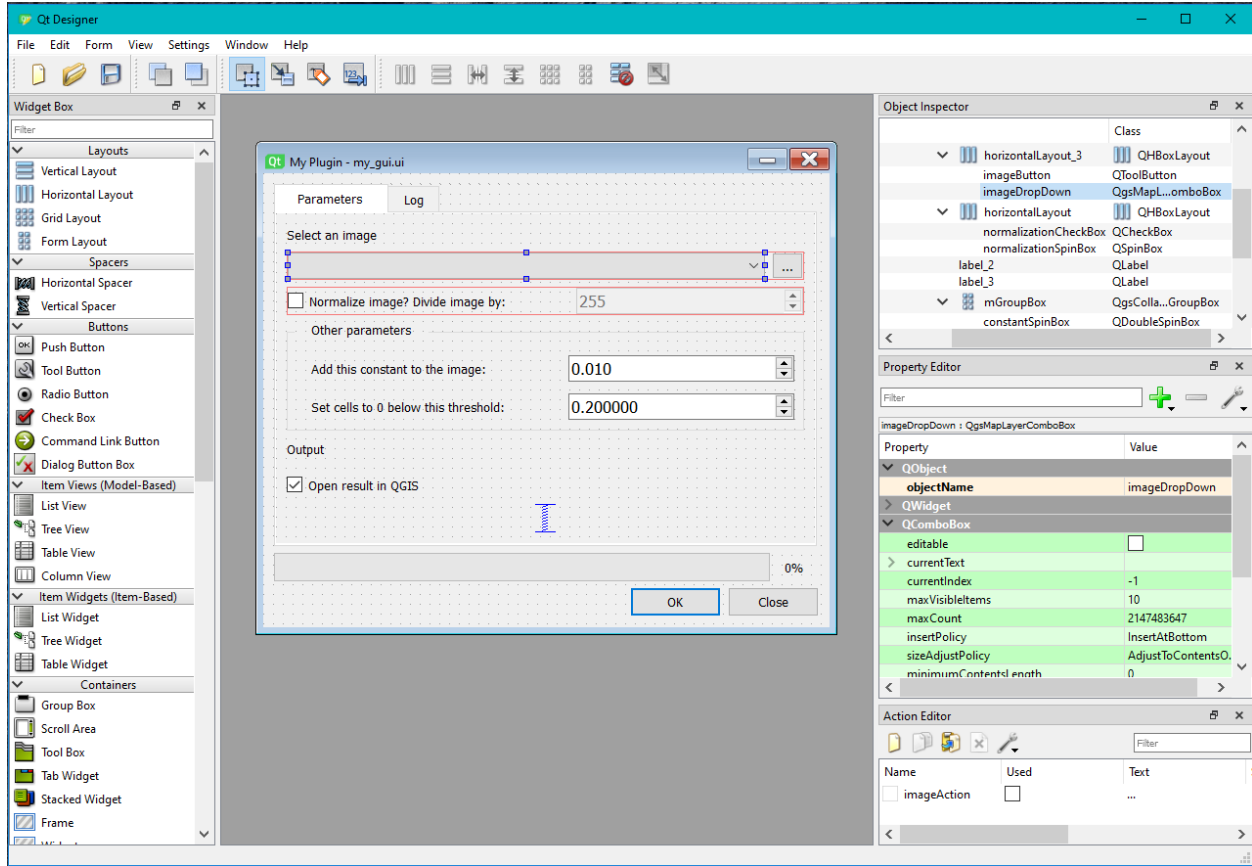 Qt Designer
File Edit Form View Settings Window Help
Widget Box
Filter
Layouts
Vertical Layout
Horizontal Layout
Grid Layout
Form Layout
Spacers
Horizontal Spacer
Vertical Spacer
Buttons
Push Button
Tool Button
Radio Button
Check Box
Command Link Button
Dialog Button Box
Item Views (Model-Based)
List View
Tree View
Table View
Column View
Item Widgets (Item-Based)
List Widget
Tree Widget
Table Widget
Containers
Group Box
Scroll Area
Tool Box
Tab Widget
Stacked Widget
Frame
Qt My Plugin - my_gui.ui
Parameters Log
Select an image
...
Normalize image? Divide image by: 255
Other parameters
Add this constant to the image: 0.010
Set cells to 0 below this threshold: 0.200000
Output
Open result in QGIS
0%
OK Close
Object Inspector
Class
horizontalLayout_3 QHBoxLayout
imageButton QToolButton
imageDropDown QgsMapL...omboBox
horizontalLayout QHBoxLayout
normalizationCheckBox QCheckBox
normalizationSpinBox QSpinBox
label_2 QLabel
label_3 QLabel
mGroupBox QgsColla...GroupBox
constantSpinBox QDoubleSpinBox
Property Editor
Filter
imageDropDown : QgsMapLayerComboBox
Property Value
QObject
objectName imageDropDown
QWidget
QComboBox
editable
currentText
currentIndex -1
maxVisibleItems 10
maxCount 2147483647
insertPolicy InsertAtBottom
sizeAdjustPolicy AdjustToContentsO.
minimumContentsLength 0
Action Editor
Filter
Name Used Text
imageAction ...